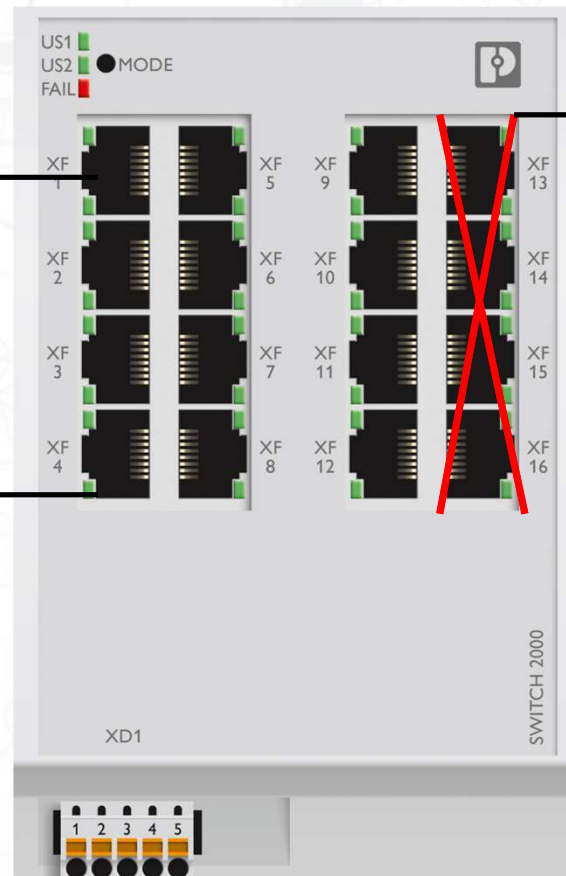 US1
US2 MODE
FAIL
XF
1
XF
5
XF
9
XF
13
XF
2
XF
6
XF
10
XF
14
XF
3
XF
7
XF
11
XF
15
XF
4
XF
8
XF
12
XF
16
SWITCH 2000
XD1
1 2 3 4 5